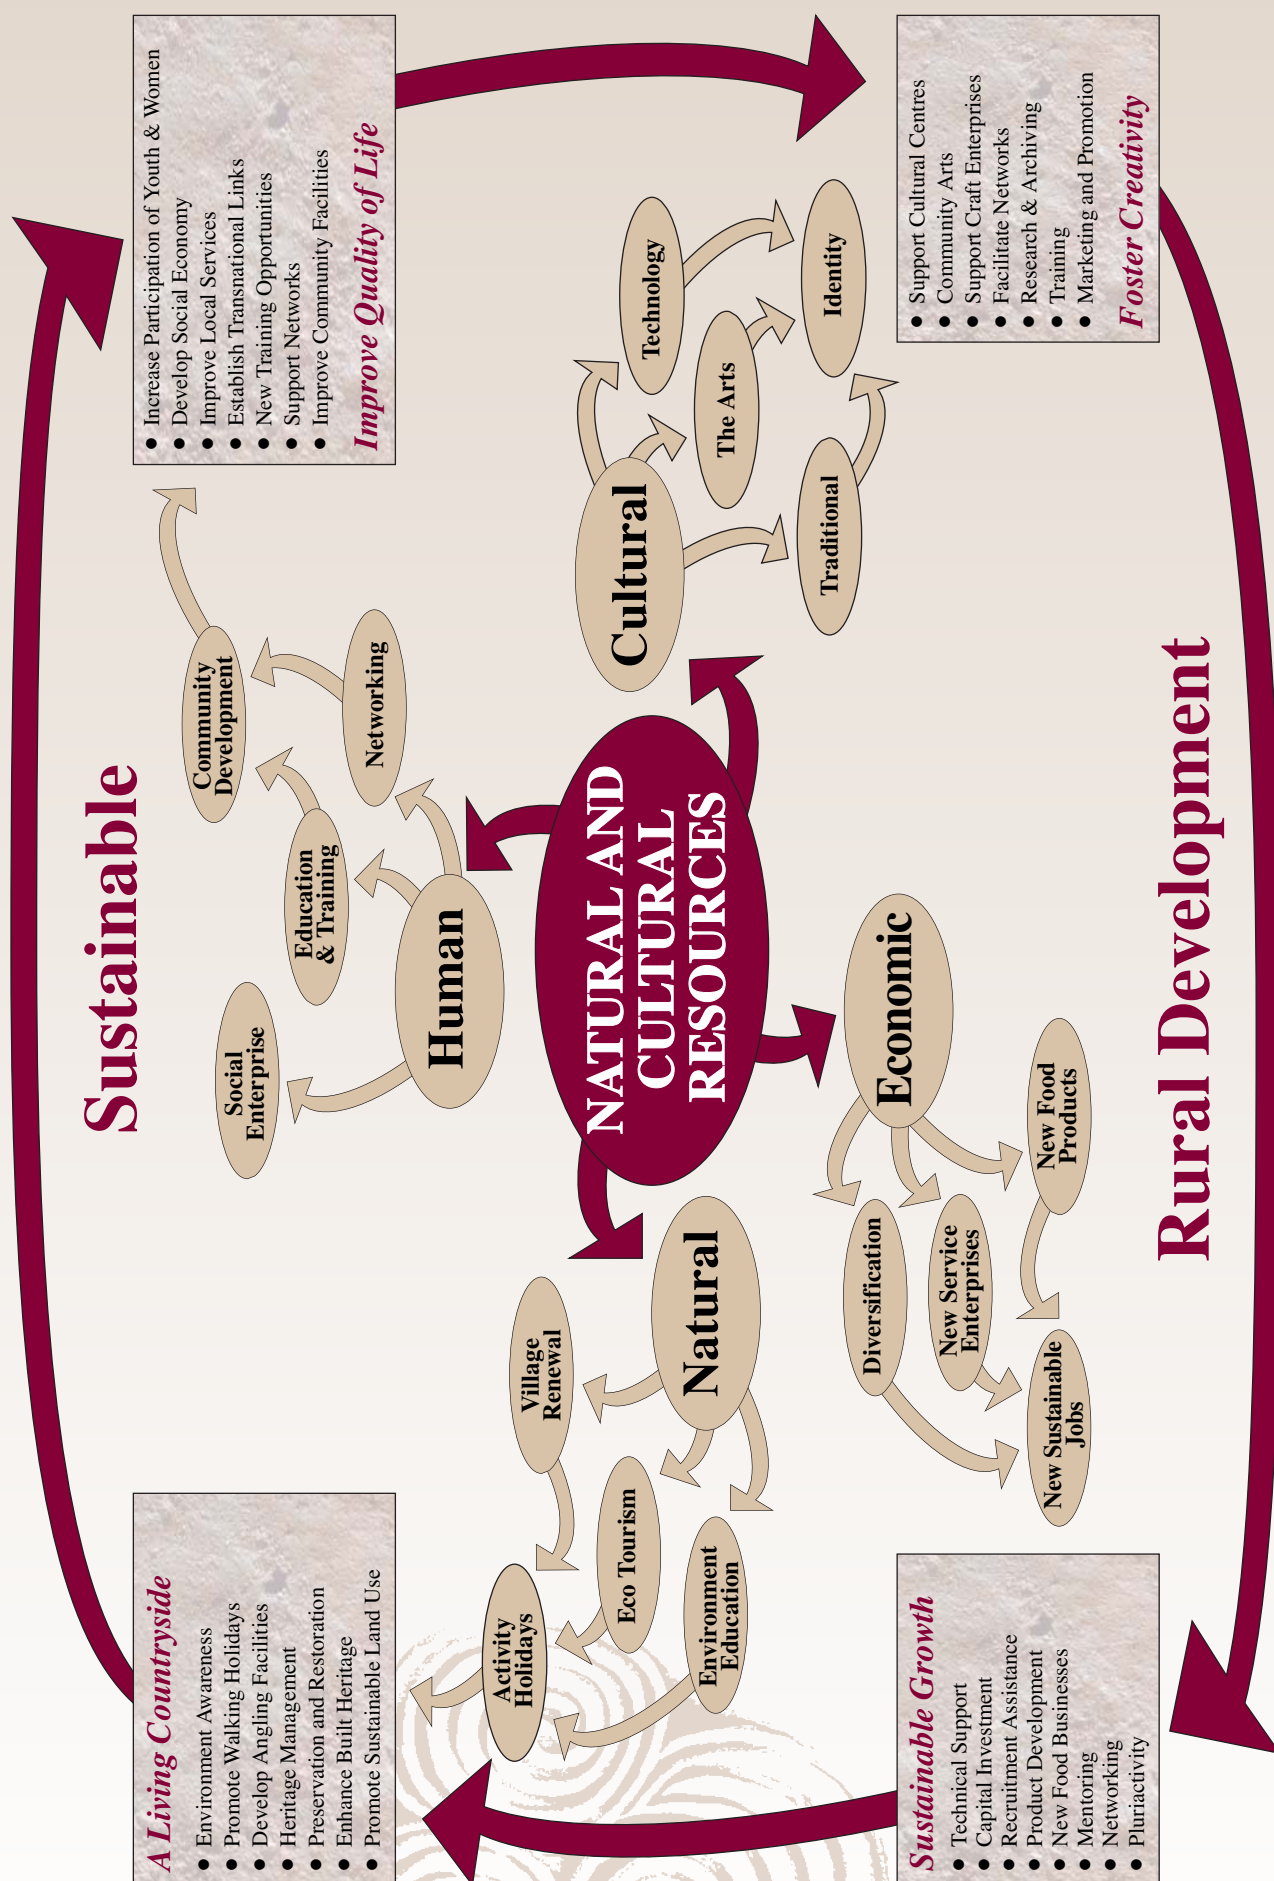 Sustainable
A Living Countryside
● Environment Awareness
● Promote Walking Holidays
● Develop Angling Facilities
● Heritage Management
● Preservation and Restoration
● Enhance Built Heritage
● Promote Sustainable Land Use
● Increase Participation of Youth & Women
● Develop Social Economy
● Improve Local Services
● Establish Transnational Links
● New Training Opportunities
● Support Networks
● Improve Community Facilities
Improve Quality of Life
Social
Enterprise
Education
& Training
Community
Development
Networking
Human
Activity
Holidays
Village
Renewal
Eco Tourism
Environment
Education
Natural
NATURAL AND
CULTURAL
RESOURCES
Cultural
Technology
The Arts
Traditional
Identity
Economic
Diversification
New Service
Enterprises
New Food
Products
New Sustainable
Jobs
Sustainable Growth
● Technical Support
● Capital Investment
● Recruitment Assistance
● Product Development
● New Food Businesses
● Mentoring
● Networking
● Pluriactivity
● Support Cultural Centres
● Community Arts
● Support Craft Enterprises
● Facilitate Networks
● Research & Archiving
● Training
● Marketing and Promotion
Foster Creativity
Rural Development